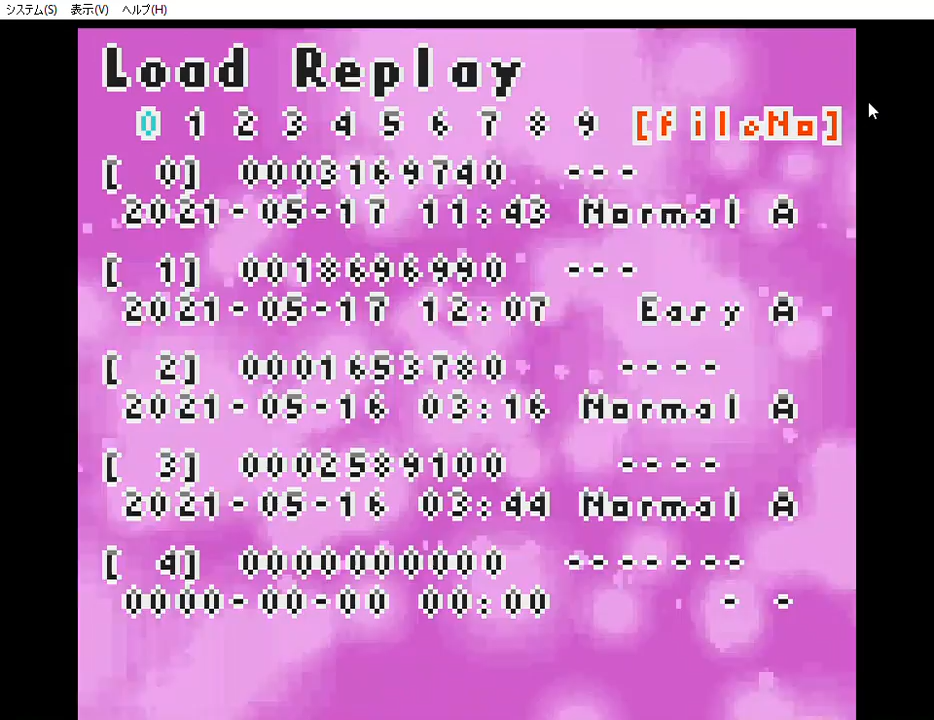 システム(S) 表示(V) ヘルプ(H)
Load Replay
0 1 2 3 4 5 6 7 8 9 [fileNo]
[ 0] 0003169740 ---
2021-05-17 11:43 Normal A
[ 1] 0018696990 ---
2021-05-17 12:07 Easy A
[ 2] 0001653780 ----
2021-05-16 03:16 Normal A
[ 3] 0002589100 ----
2021-05-16 03:44 Normal A
[ 4] 0000000000 -------
0000-00-00 00:00 - -